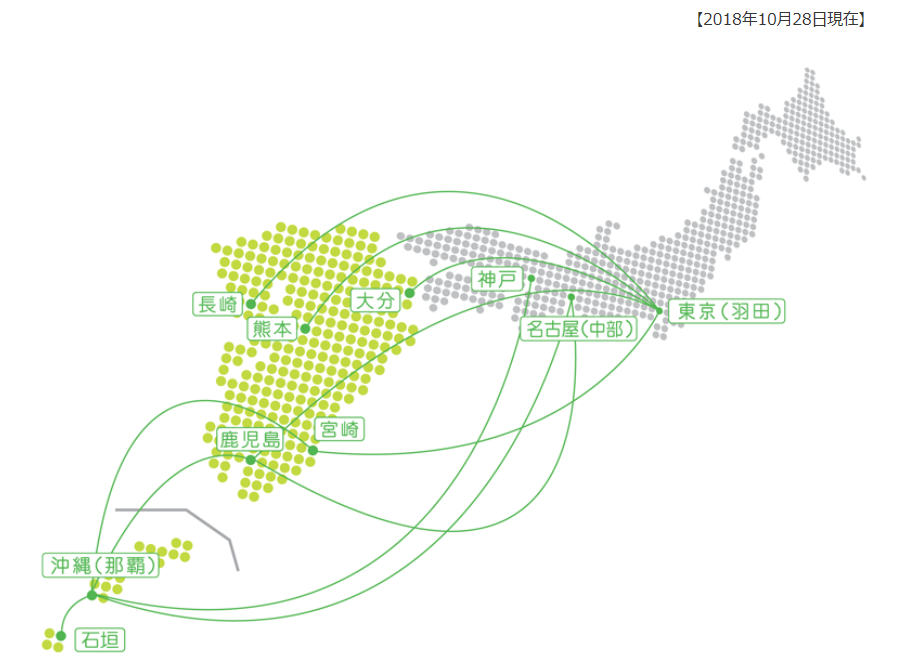 【2018年10月28日現在】
神戸
長崎
大分
東京(羽田)
熊本
名古屋(中部)
宮崎
鹿児島
沖縄(那覇)
石垣